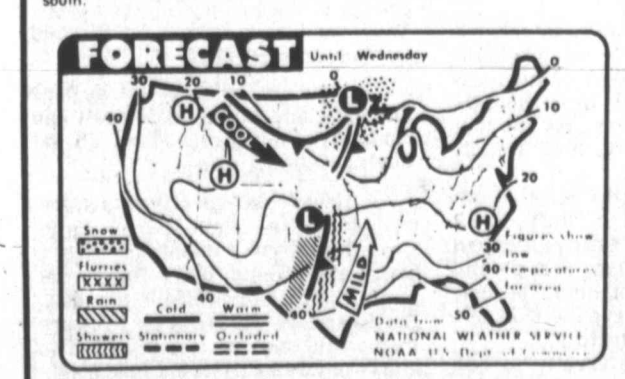 south.
FORECAST Until Wednesday
30 20 10 0 0
40 H L 10
COOL
H
20
L H
Snow Figures show
30 low
Flurries 40 temperatures
XXXX for area
Rain Cold Warm MILD
40 40 50
Data from
Showers Stationary Occluded NATIONAL WEATHER SERVICE
NOAA U.S. Dept. of Commerce